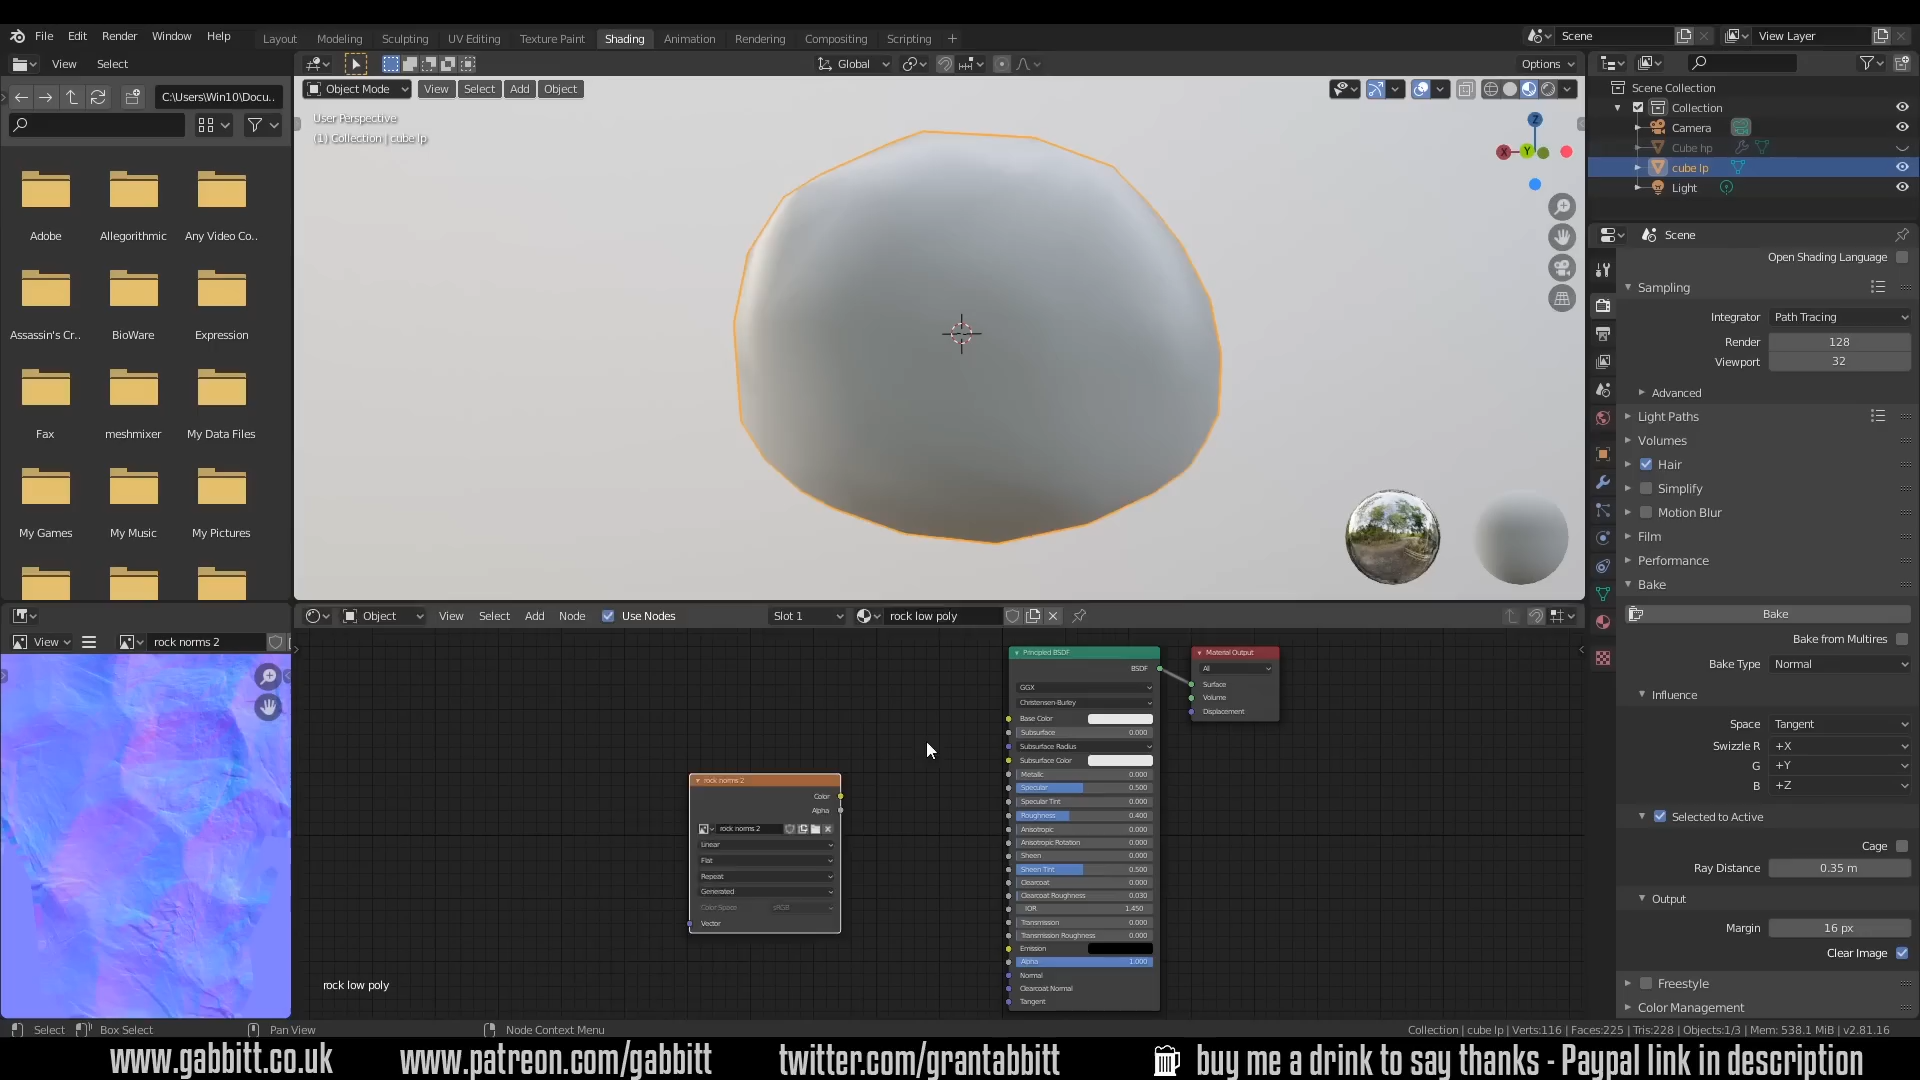 File Edit Render Window Help Layout Modeling Sculpting UV Editing Texture Paint Shading Animation Rendering Compositing Scripting + Scene View Layer
View Select Global Options
C:\Users\Win10\Docu.. Object Mode View Select Add Object
User Perspective
(1) Collection | cube lp
Adobe Allegorithmic Any Video Co..
Assassin's Cr.. BioWare Expression
Fax meshmixer My Data Files
My Games My Music My Pictures
Z
X Y
Scene Collection
Collection
Camera
Cube hp
cube lp
Light
Scene
Open Shading Language
Sampling
Integrator Path Tracing
Render 128
Viewport 32
Advanced
Light Paths
Volumes
Hair
Simplify
Motion Blur
Film
Performance
Bake
Bake
Bake from Multires
Bake Type Normal
Influence
Space Tangent
Swizzle R +X
G +Y
B +Z
Selected to Active
Cage
Ray Distance 0.35 m
Output
Margin 16 px
Clear Image
Freestyle
Color Management
Object View Select Add Node Use Nodes Slot 1 rock low poly
View rock norms 2
rock norms 2
Color
Alpha
rock norms 2
Linear
Flat
Repeat
Generated
Color Space sRGB
Vector
Principled BSDF
BSDF
GGX
Christensen-Burley
Base Color
Subsurface 0.000
Subsurface Radius
Subsurface Color
Metallic 0.000
Specular 0.500
Specular Tint 0.000
Roughness 0.400
Anisotropic 0.000
Anisotropic Rotation 0.000
Sheen 0.000
Sheen Tint 0.500
Clearcoat 0.000
Clearcoat Roughness 0.030
IOR 1.450
Transmission 0.000
Transmission Roughness 0.000
Emission
Alpha 1.000
Normal
Clearcoat Normal
Tangent
Material Output
All
Surface
Volume
Displacement
rock low poly
Select Box Select Pan View Node Context Menu Collection | cube lp | Verts:116 | Faces:225 | Tris:228 | Objects:1/3 | Mem: 538.1 MiB | v2.81.16
www.gabbitt.co.uk www.patreon.com/gabbitt twitter.com/grantabbitt buy me a drink to say thanks - Paypal link in description